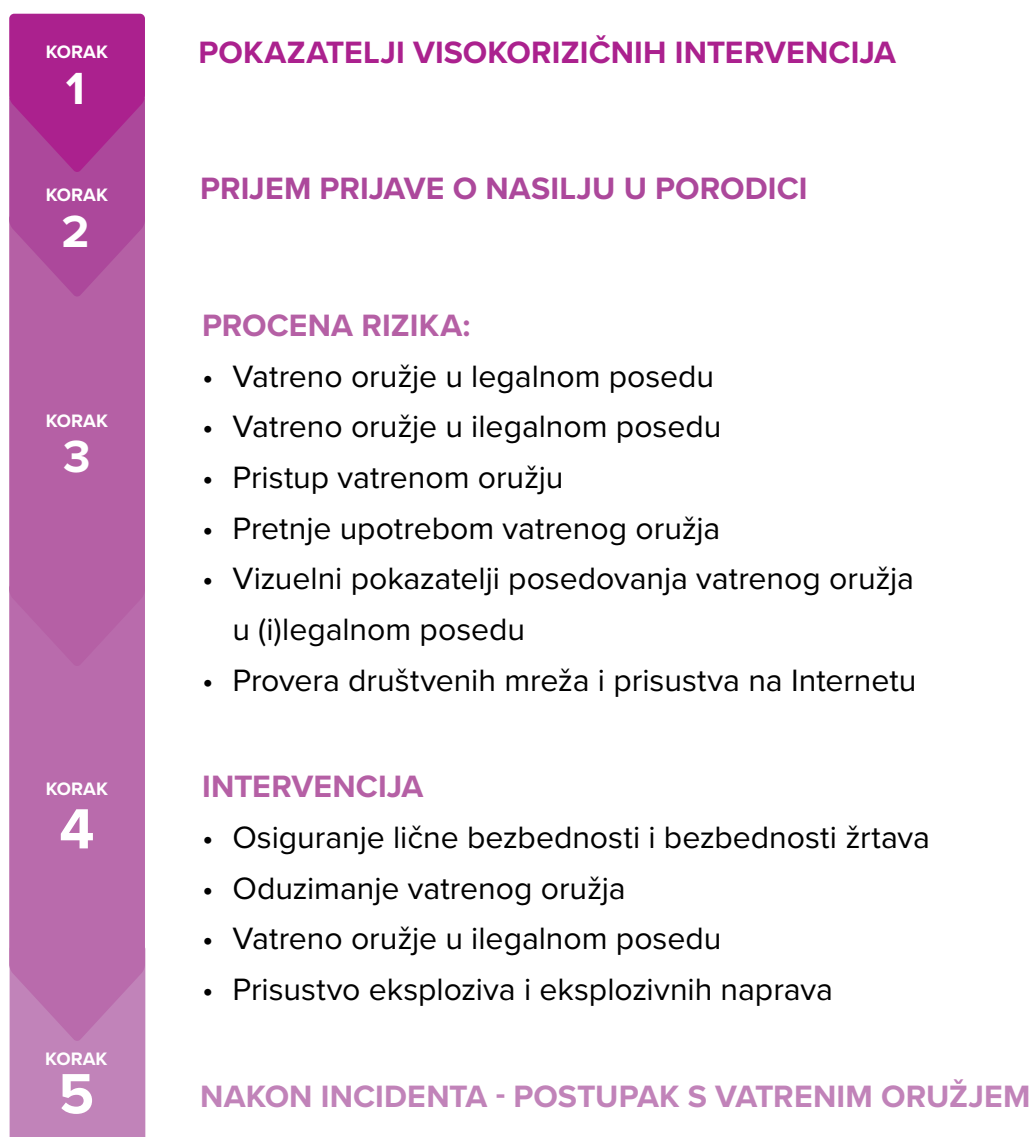 KORAK
1
POKAZATELJI VISOKORIZIČNIH INTERVENCIJA
KORAK
2
PRIJEM PRIJAVE O NASILJU U PORODICI
KORAK
3
PROCENA RIZIKA:
• Vatreno oružje u legalnom posedu
• Vatreno oružje u ilegalnom posedu
• Pristup vatrenom oružju
• Pretnje upotrebom vatrenog oružja
• Vizuelni pokazatelji posedovanja vatrenog oružja
u (i)legalnom posedu
• Provera društvenih mreža i prisustva na Internetu
KORAK
4
INTERVENCIJA
• Osiguranje lične bezbednosti i bezbednosti žrtava
• Oduzimanje vatrenog oružja
• Vatreno oružje u ilegalnom posedu
• Prisustvo eksploziva i eksplozivnih naprava
KORAK
5
NAKON INCIDENTA - POSTUPAK S VATRENIM ORUŽJEM